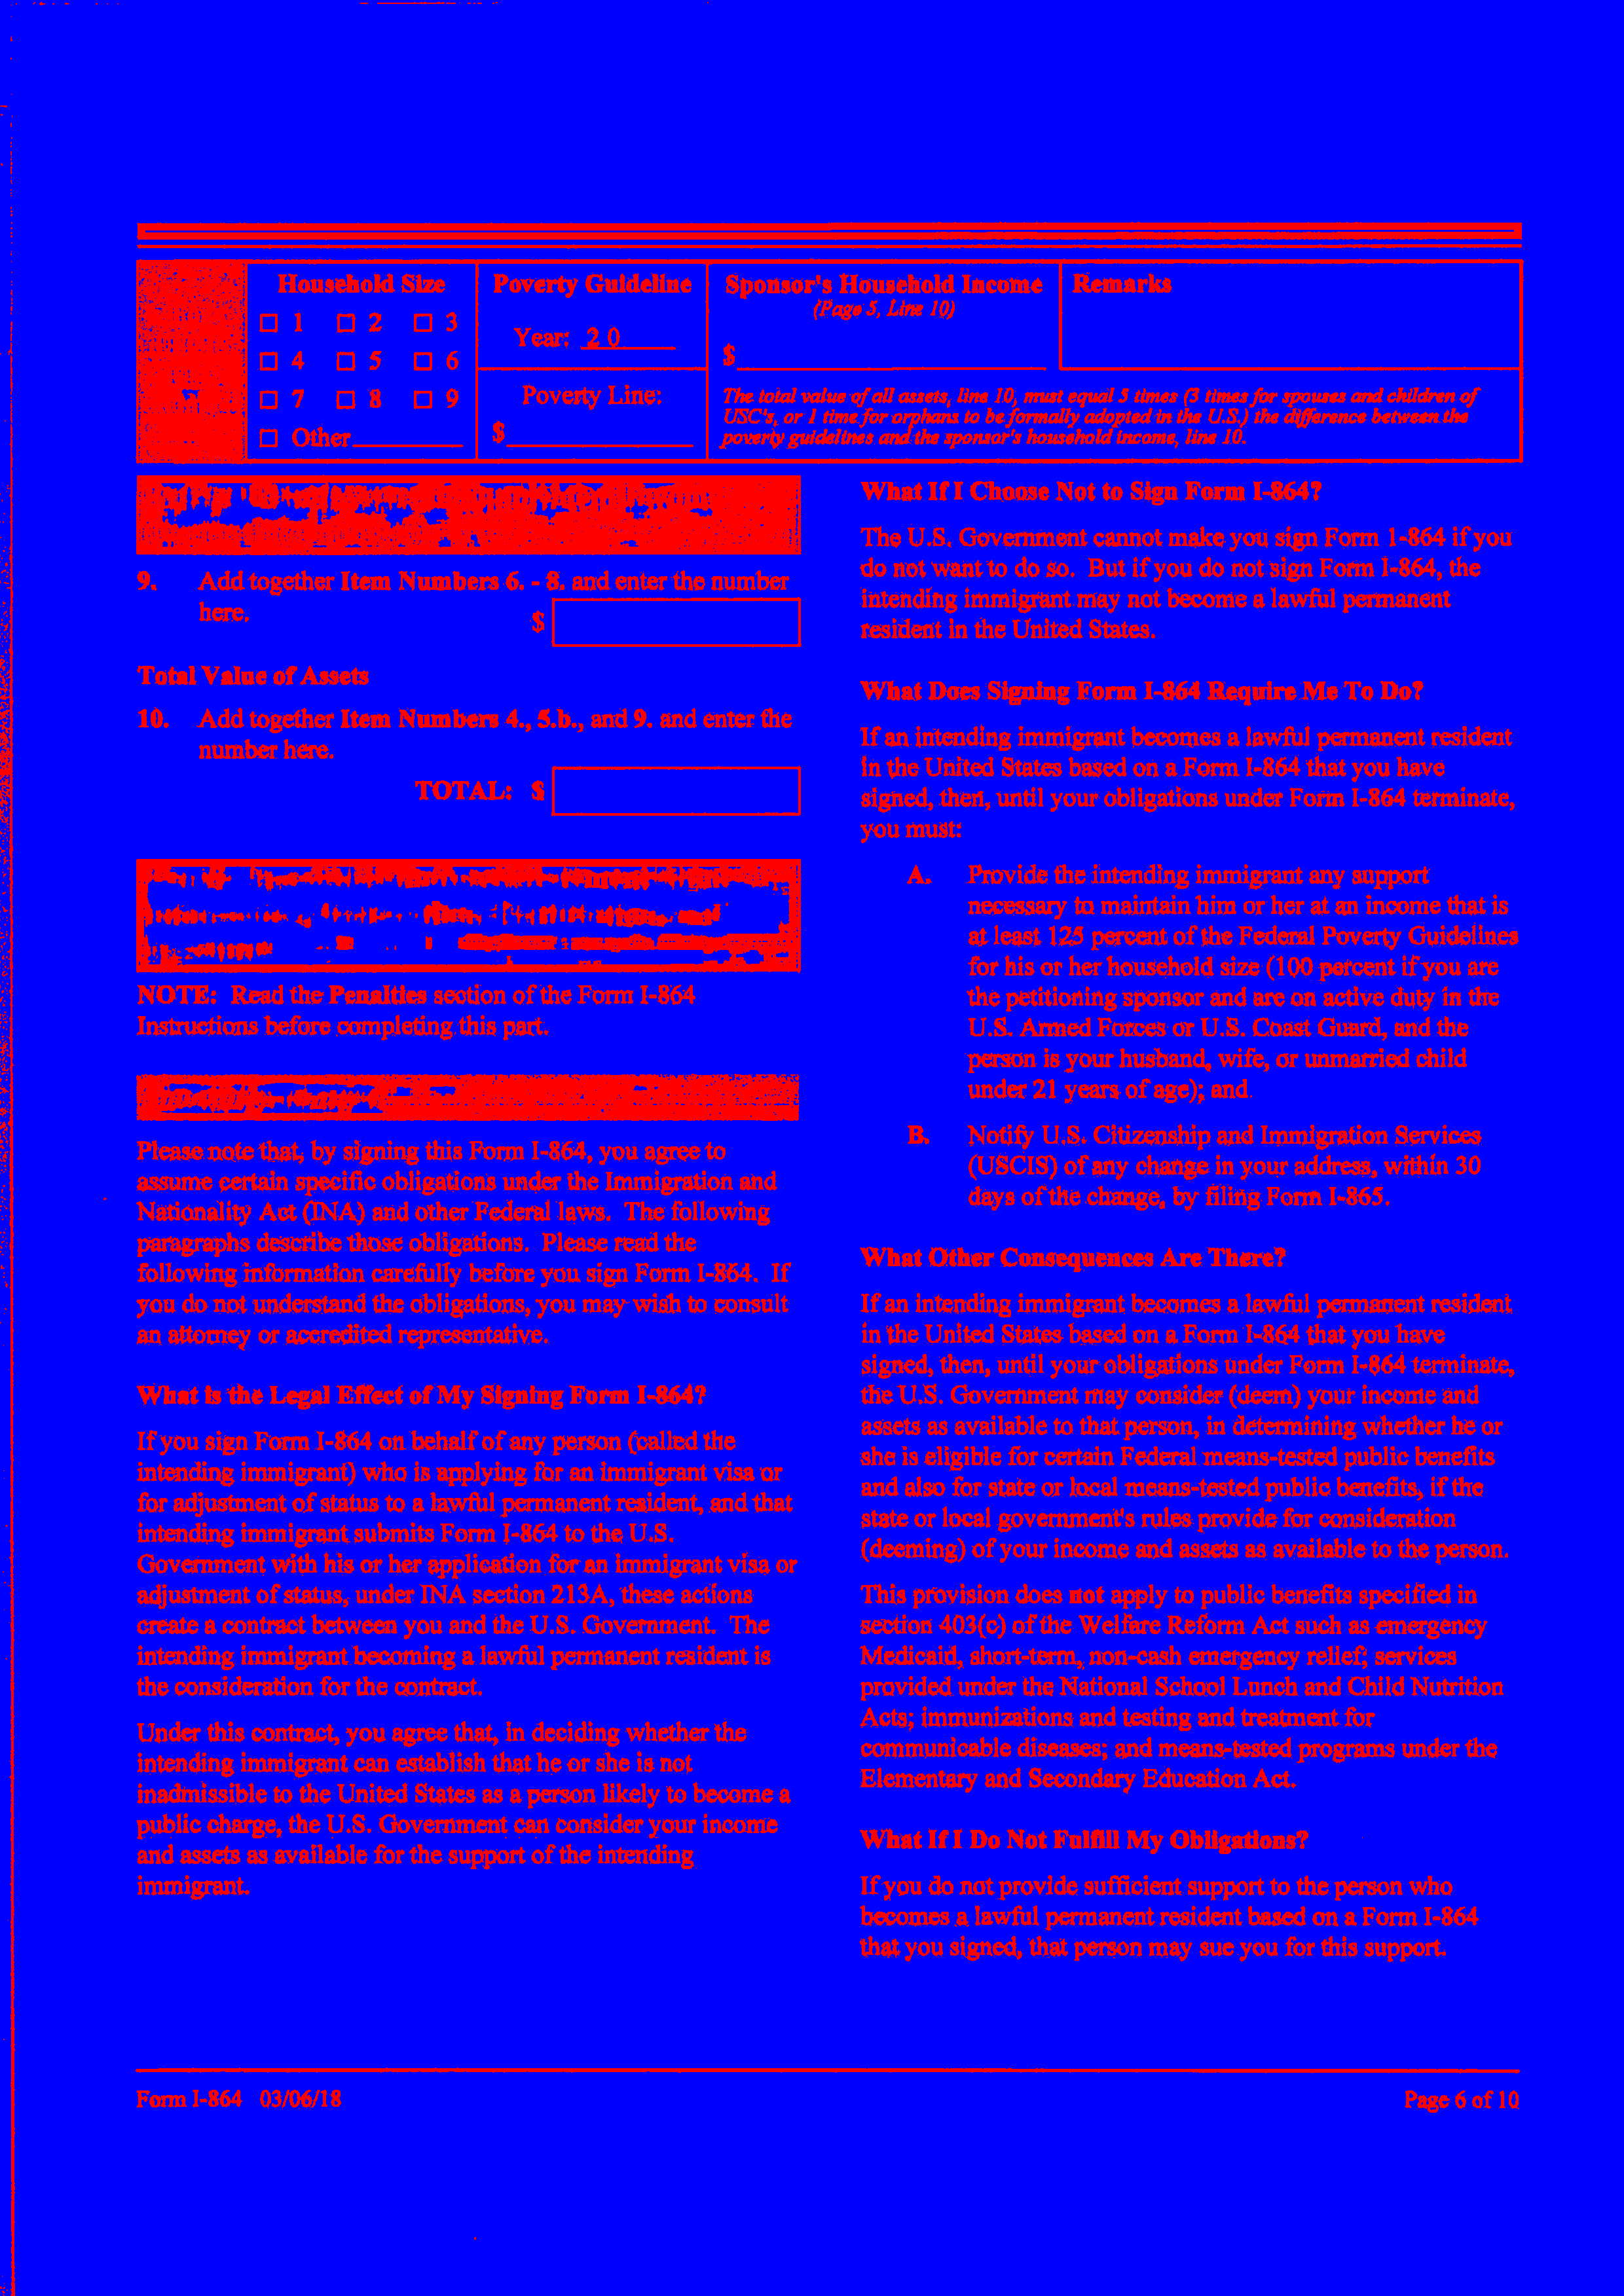 Household Size
1 2 3
4 5 6
7 8 9
Other
Poverty Guideline
Year: 2 0
Poverty Line:
$
Sponsor's Household Income
(Page 5, Line 10)
$
Remarks
The total value of all assets, line 10, must equal 5 times (3 times for spouses and children of
USC's, or 1 time for orphans to be formally adopted in the U.S.) the difference between the
poverty guidelines and the sponsor's household income, line 10.
9. Add together Item Numbers 6. - 8. and enter the number
here. $
Total Value of Assets
10. Add together Item Numbers 4., 5.b., and 9. and enter the
number here.
TOTAL: $
NOTE: Read the Penalties section of the Form I-864
Instructions before completing this part.
Please note that, by signing this Form I-864, you agree to
assume certain specific obligations under the Immigration and
Nationality Act (INA) and other Federal laws. The following
paragraphs describe those obligations. Please read the
following information carefully before you sign Form I-864. If
you do not understand the obligations, you may wish to consult
an attorney or accredited representative.
What is the Legal Effect of My Signing Form I-864?
If you sign Form I-864 on behalf of any person (called the
intending immigrant) who is applying for an immigrant visa or
for adjustment of status to a lawful permanent resident, and that
intending immigrant submits Form I-864 to the U.S.
Government with his or her application for an immigrant visa or
adjustment of status, under INA section 213A, these actions
create a contract between you and the U.S. Government. The
intending immigrant becoming a lawful permanent resident is
the consideration for the contract.
Under this contract, you agree that, in deciding whether the
intending immigrant can establish that he or she is not
inadmissible to the United States as a person likely to become a
public charge, the U.S. Government can consider your income
and assets as available for the support of the intending
immigrant.
What If I Choose Not to Sign Form I-864?
The U.S. Government cannot make you sign Form 1-864 if you
do not want to do so. But if you do not sign Form I-864, the
intending immigrant may not become a lawful permanent
resident in the United States.
What Does Signing Form I-864 Require Me To Do?
If an intending immigrant becomes a lawful permanent resident
in the United States based on a Form I-864 that you have
signed, then, until your obligations under Form I-864 terminate,
you must:
A. Provide the intending immigrant any support
necessary to maintain him or her at an income that is
at least 125 percent of the Federal Poverty Guidelines
for his or her household size (100 percent if you are
the petitioning sponsor and are on active duty in the
U.S. Armed Forces or U.S. Coast Guard, and the
person is your husband, wife, or unmarried child
under 21 years of age); and
B. Notify U.S. Citizenship and Immigration Services
(USCIS) of any change in your address, within 30
days of the change, by filing Form I-865.
What Other Consequences Are There?
If an intending immigrant becomes a lawful permanent resident
in the United States based on a Form I-864 that you have
signed, then, until your obligations under Form I-864 terminate,
the U.S. Government may consider (deem) your income and
assets as available to that person, in determining whether he or
she is eligible for certain Federal means-tested public benefits
and also for state or local means-tested public benefits, if the
state or local government's rules provide for consideration
(deeming) of your income and assets as available to the person.
This provision does not apply to public benefits specified in
section 403(c) of the Welfare Reform Act such as emergency
Medicaid, short-term, non-cash emergency relief; services
provided under the National School Lunch and Child Nutrition
Acts; immunizations and testing and treatment for
communicable diseases; and means-tested programs under the
Elementary and Secondary Education Act.
What If I Do Not Fulfill My Obligations?
If you do not provide sufficient support to the person who
becomes a lawful permanent resident based on a Form I-864
that you signed, that person may sue you for this support.
Form I-864 03/06/18
Page 6 of 10